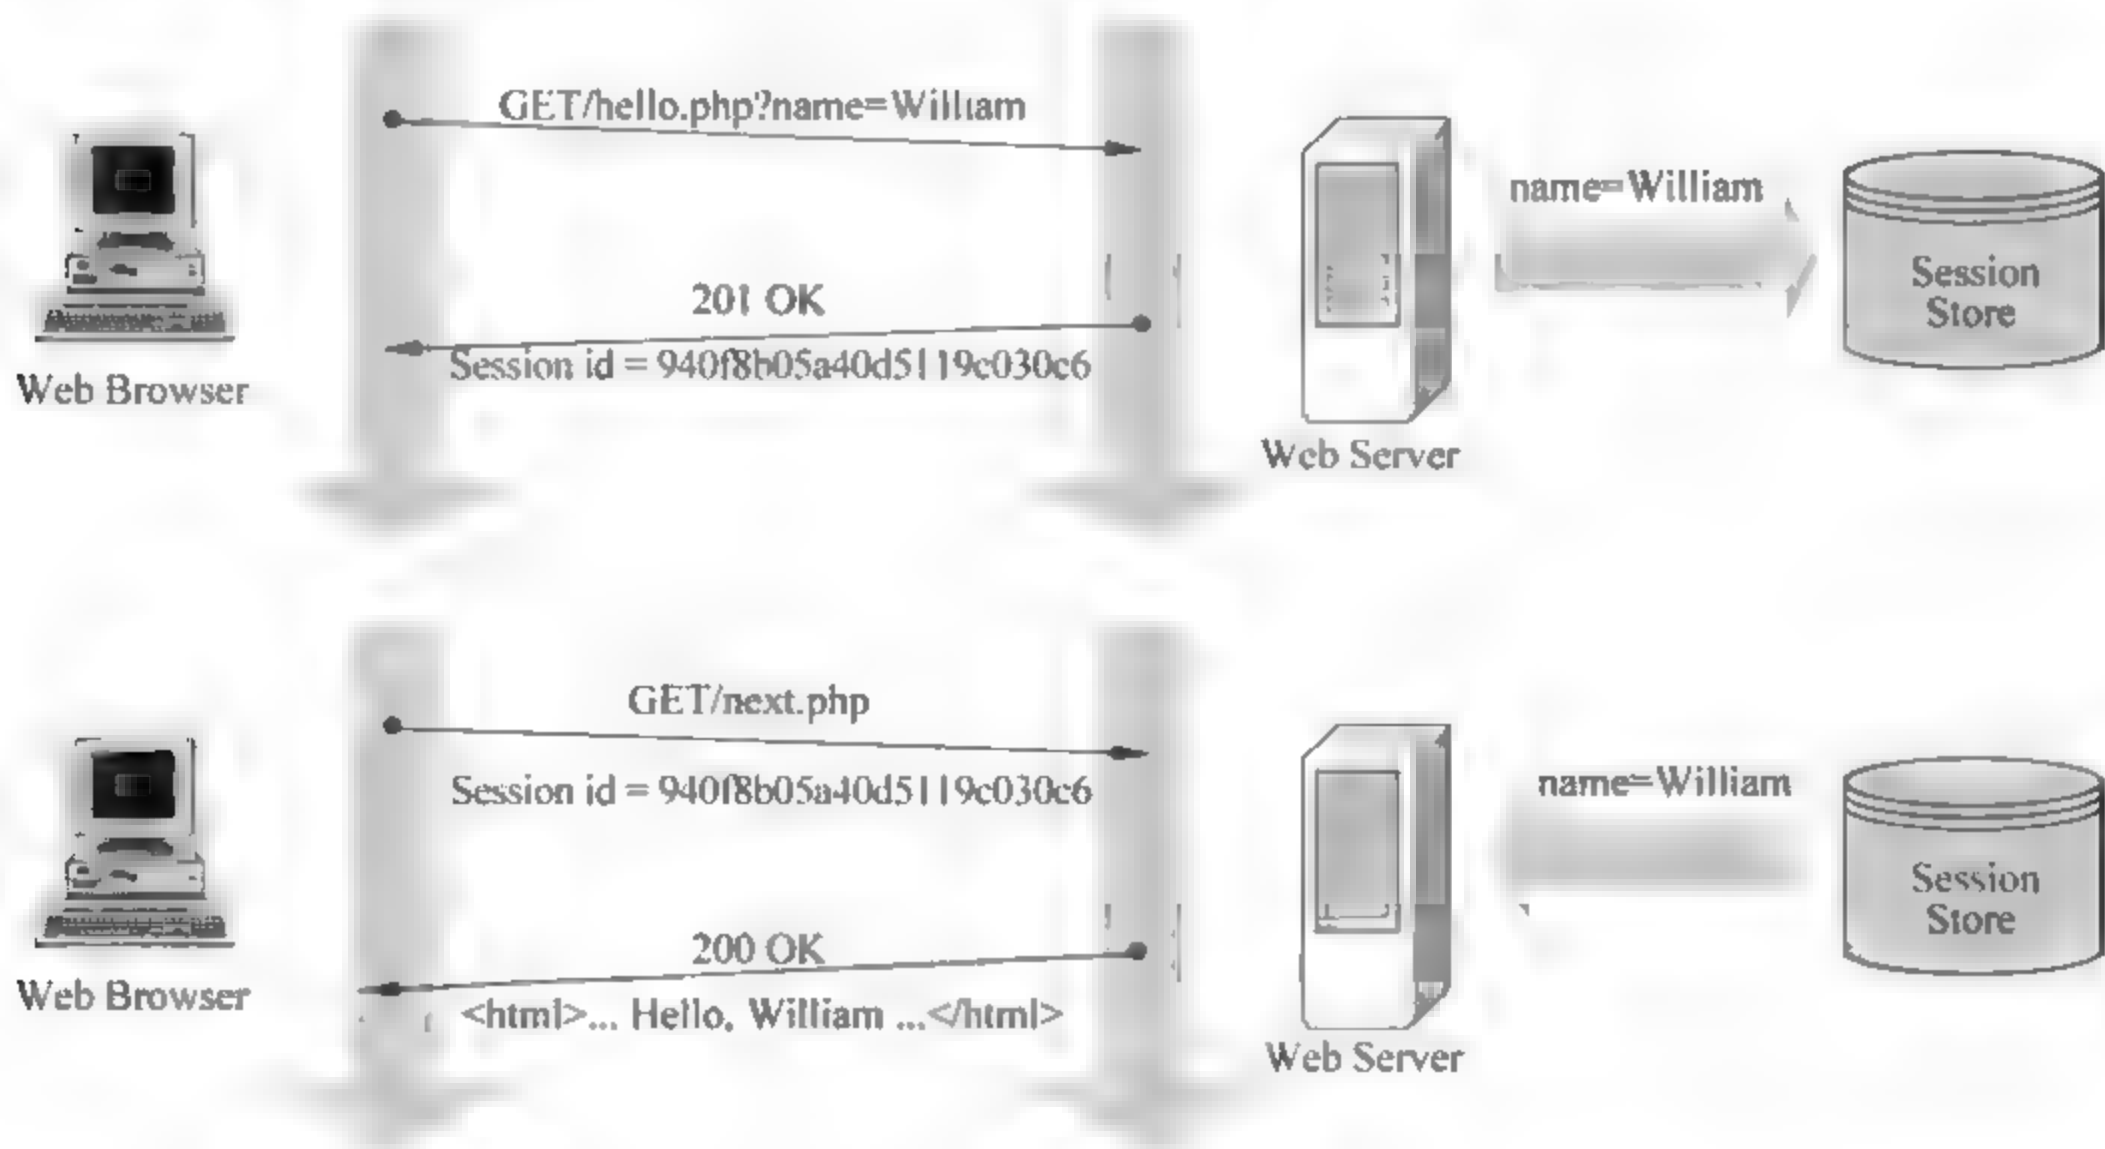 GET/hello.php?name=William
name=William
Session
Store
201 OK
Session id = 940f8b05a40d5119c030c6
Web Browser
Web Server
GET/next.php
Session id = 940f8b05a40d5119c030c6
name=William
Session
Store
200 OK
<html>... Hello, William ...</html>
Web Browser
Web Server